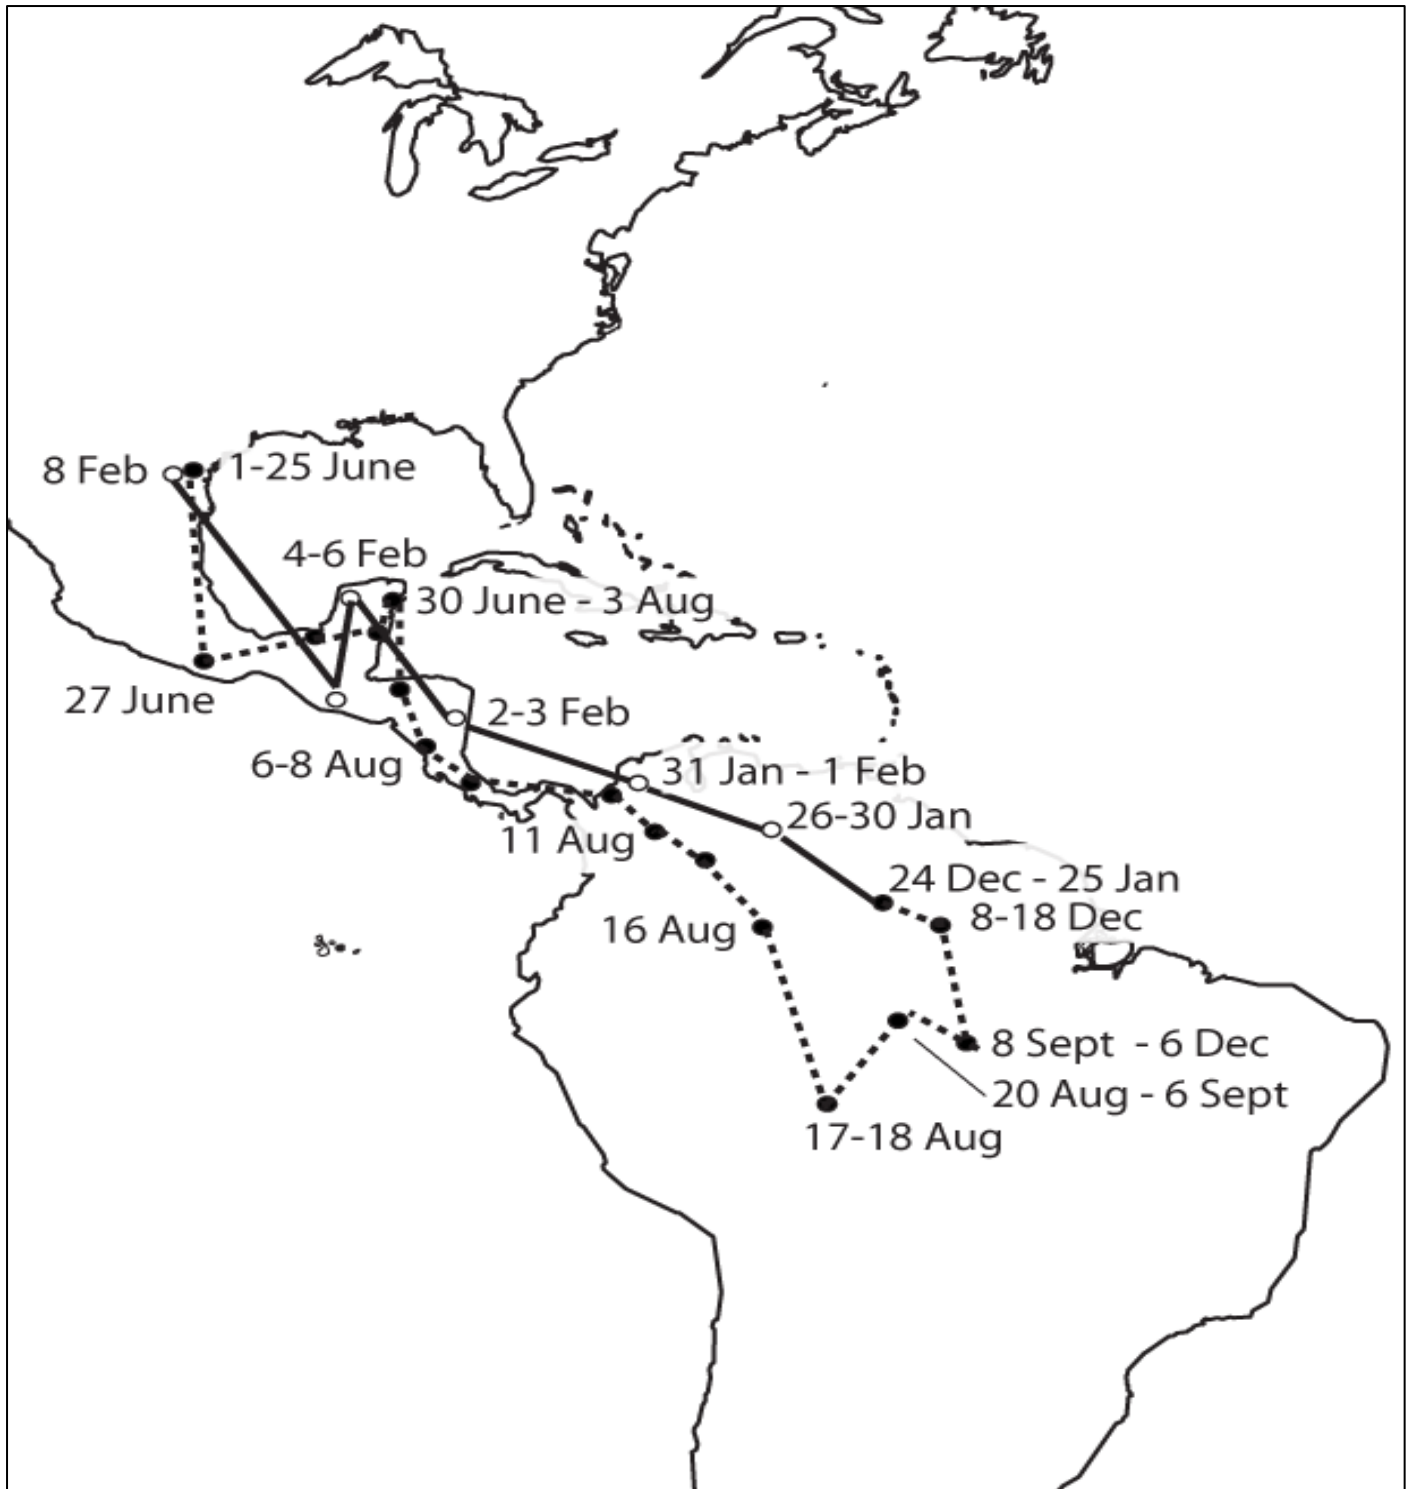 8 Feb
1-25 June
4-6 Feb
30 June - 3 Aug
27 June
2-3 Feb
6-8 Aug
31 Jan - 1 Feb
26-30 Jan
11 Aug
24 Dec - 25 Jan
8-18 Dec
16 Aug
8 Sept - 6 Dec
20 Aug - 6 Sept
17-18 Aug